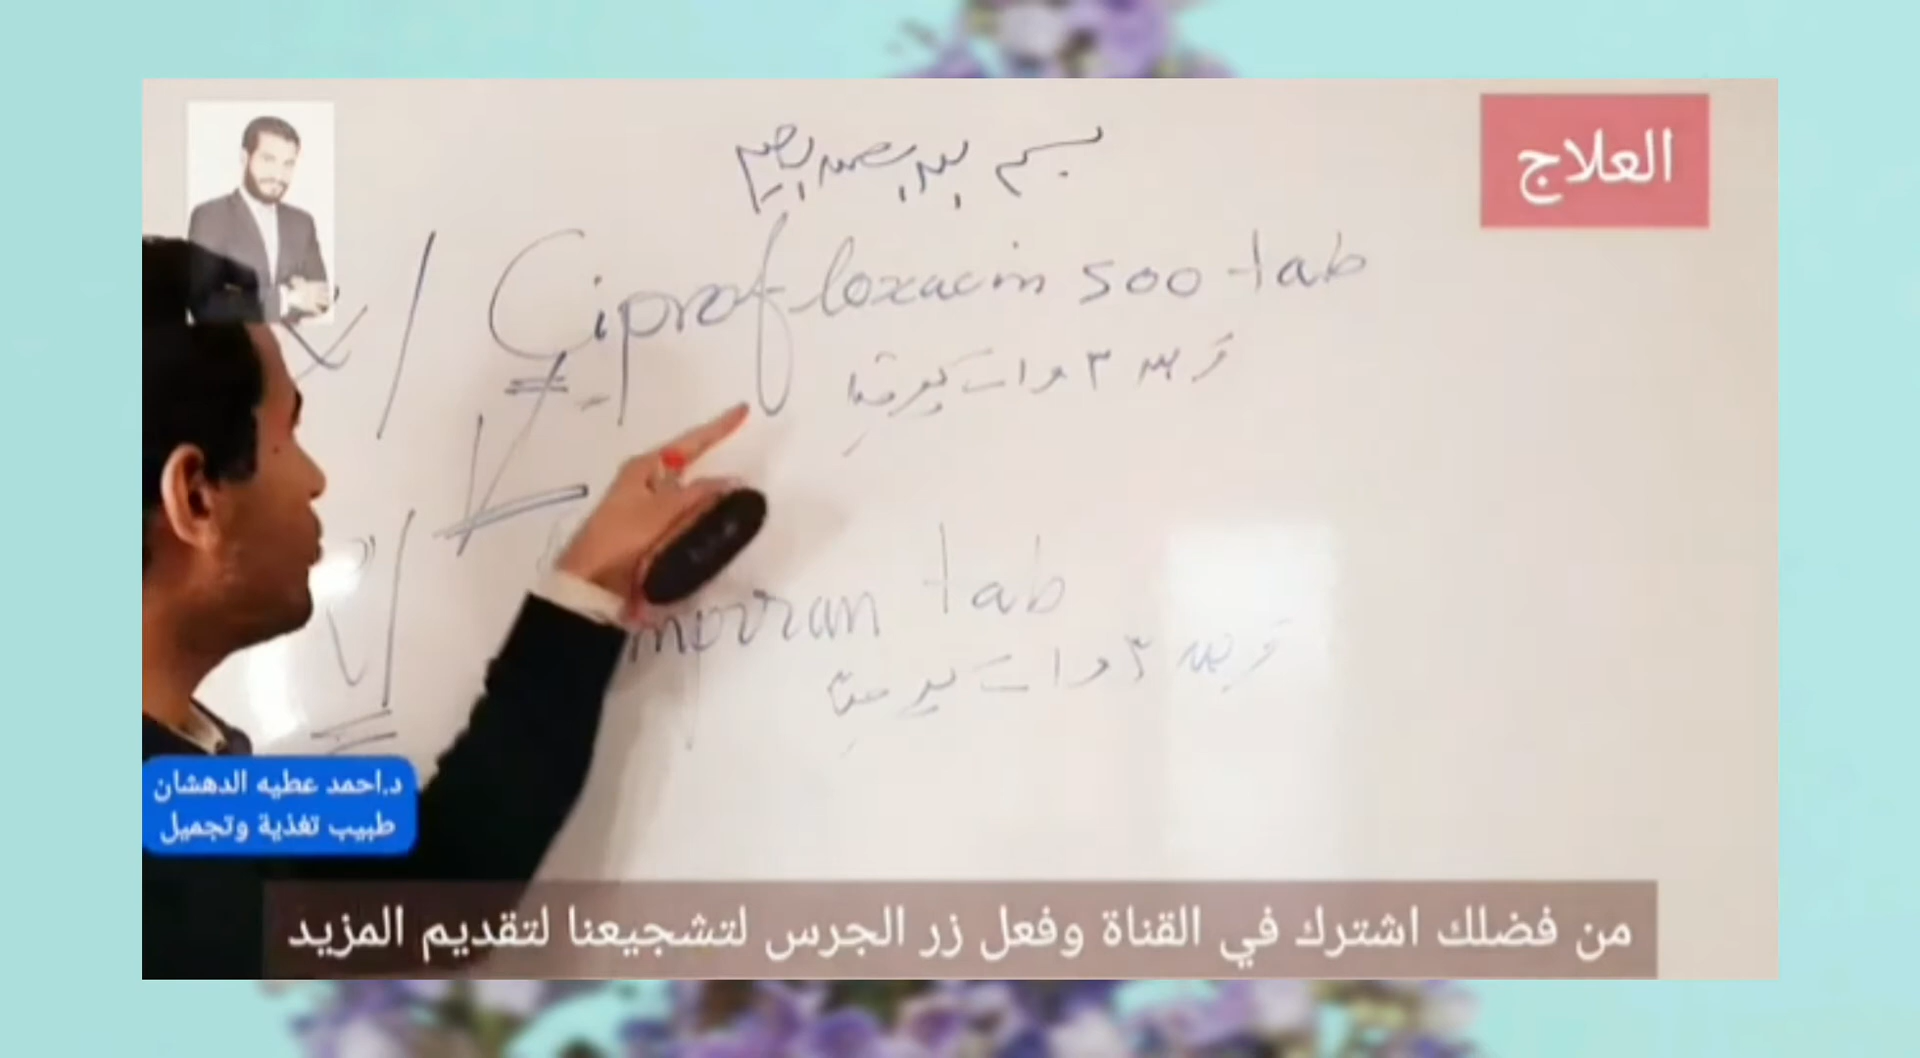 العلاج
بسم الله الرحمن الرحيم
Ciprofloxacin 500 tab
قرص ٣ مرات يوميا
tab
قرص ٣ مرات يوميا
د.احمد عطيه الدهشان
طبيب تغذية وتجميل
من فضلك اشترك في القناة وفعل زر الجرس لتشجيعنا لتقديم المزيد